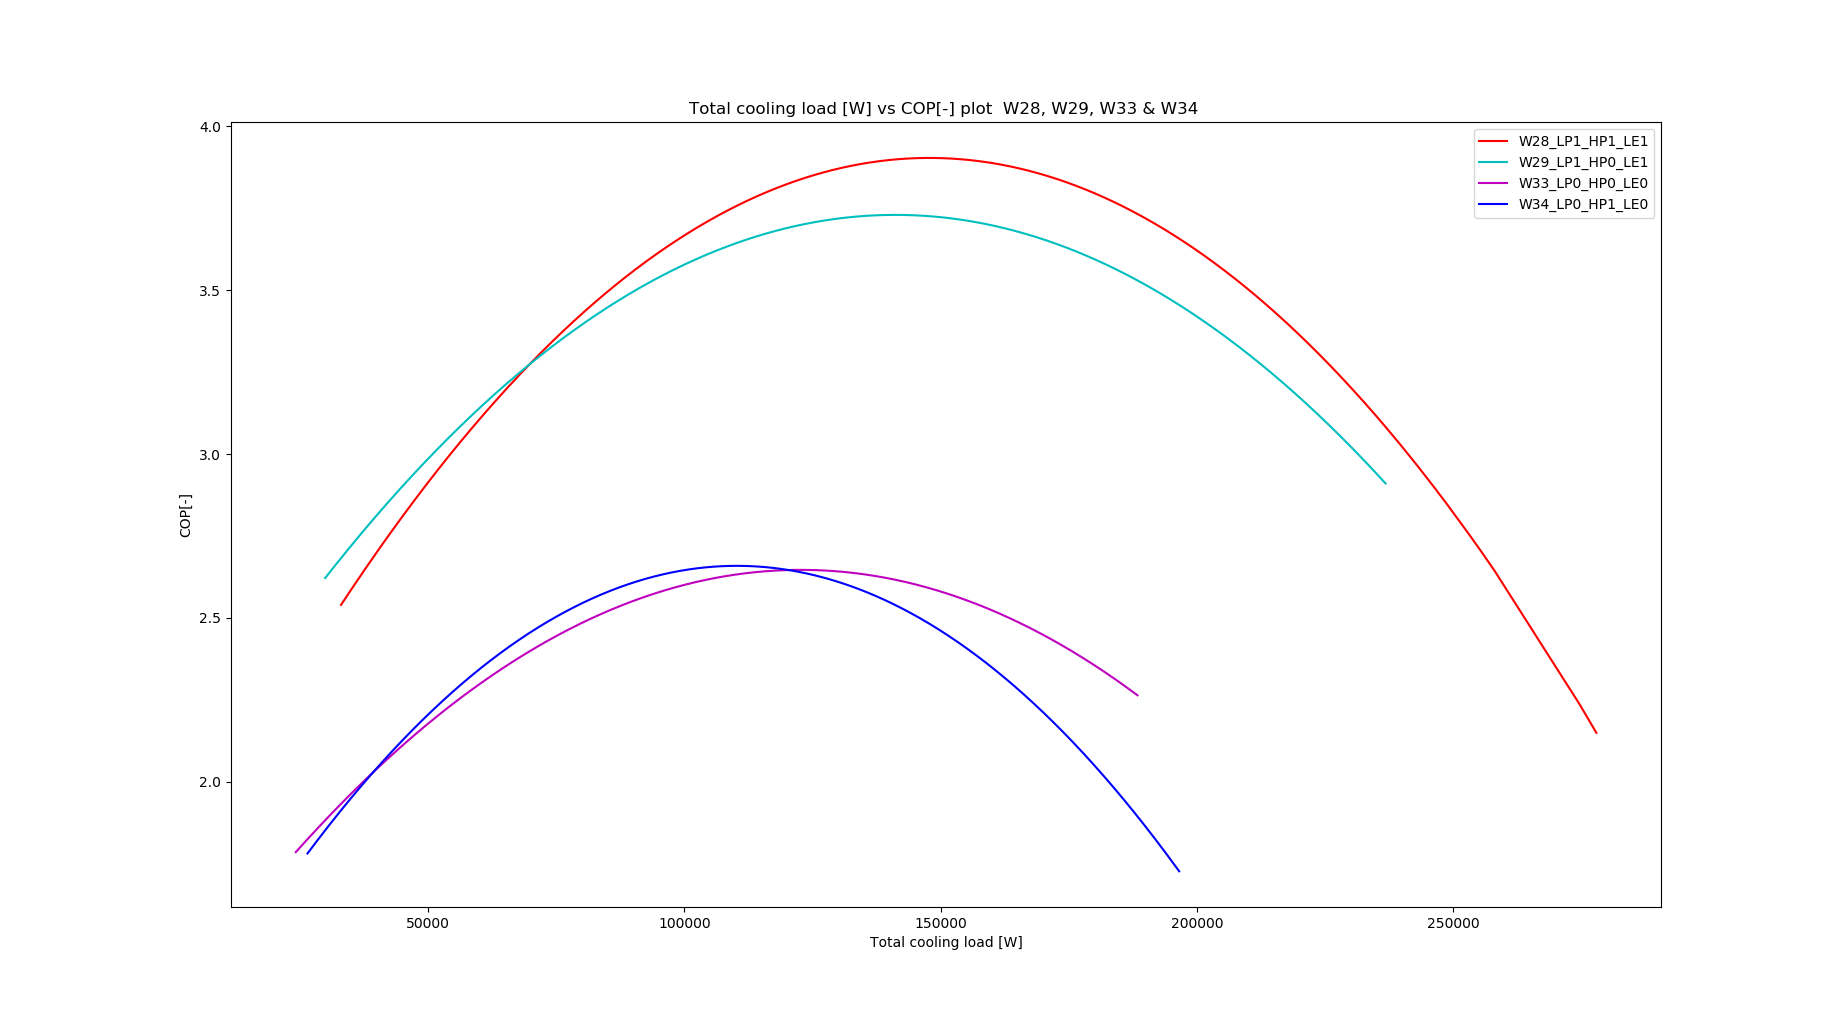 Total cooling load [W] vs COP[-] plot  W28, W29, W33 & W34
W28_LP1_HP1_LE1
W29_LP1_HP0_LE1
W33_LP0_HP0_LE0
W34_LP0_HP1_LE0
COP[-]
4.0
3.5
3.0
2.5
2.0
50000 100000 150000 200000 250000
Total cooling load [W]